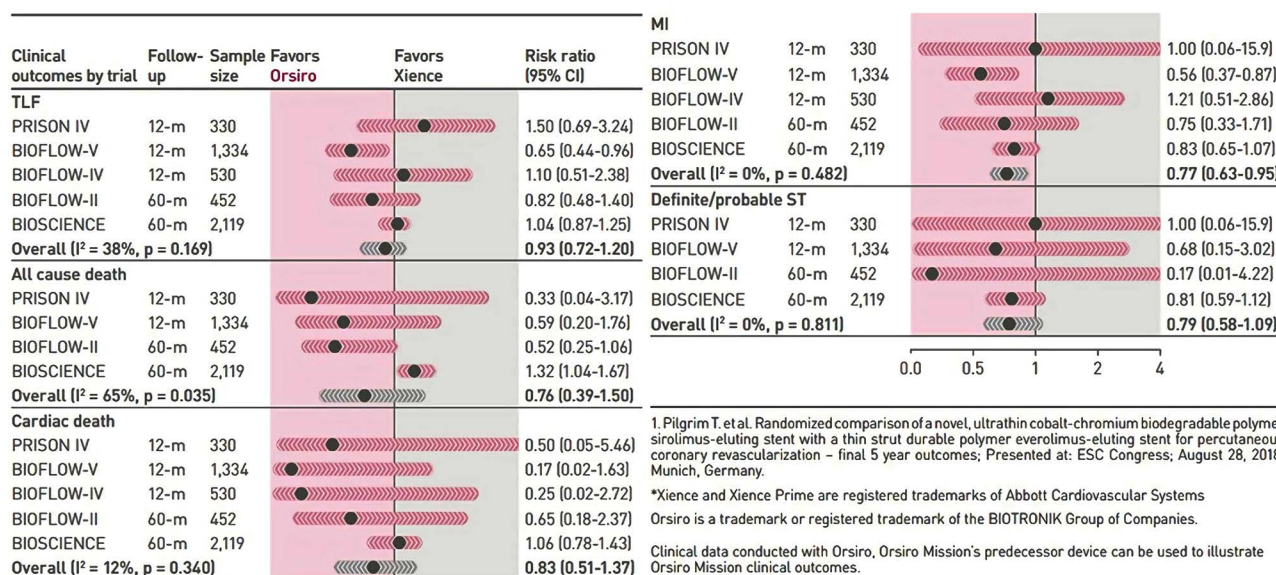 Clinical outcomes by trial Follow-up Sample size Favors Orsiro Favors Xience Risk ratio (95% CI)
TLF
PRISON IV 12-m 330 1.50 (0.69-3.24)
BIOFLOW-V 12-m 1,334 0.65 (0.44-0.96)
BIOFLOW-IV 12-m 530 1.10 (0.51-2.38)
BIOFLOW-II 60-m 452 0.82 (0.48-1.40)
BIOSCIENCE 60-m 2,119 1.04 (0.87-1.25)
Overall (I² = 38%, p = 0.169) 0.93 (0.72-1.20)
All cause death
PRISON IV 12-m 330 0.33 (0.04-3.17)
BIOFLOW-V 12-m 1,334 0.59 (0.20-1.76)
BIOFLOW-II 60-m 452 0.52 (0.25-1.06)
BIOSCIENCE 60-m 2,119 1.32 (1.04-1.67)
Overall (I² = 65%, p = 0.035) 0.76 (0.39-1.50)
Cardiac death
PRISON IV 12-m 330 0.50 (0.05-5.46)
BIOFLOW-V 12-m 1,334 0.17 (0.02-1.63)
BIOFLOW-IV 12-m 530 0.25 (0.02-2.72)
BIOFLOW-II 60-m 452 0.65 (0.18-2.37)
BIOSCIENCE 60-m 2,119 1.06 (0.78-1.43)
Overall (I² = 12%, p = 0.340) 0.83 (0.51-1.37)
MI
PRISON IV 12-m 330 1.00 (0.06-15.9)
BIOFLOW-V 12-m 1,334 0.56 (0.37-0.87)
BIOFLOW-IV 12-m 530 1.21 (0.51-2.86)
BIOFLOW-II 60-m 452 0.75 (0.33-1.71)
BIOSCIENCE 60-m 2,119 0.83 (0.65-1.07)
Overall (I² = 0%, p = 0.482) 0.77 (0.63-0.95)
Definite/probable ST
PRISON IV 12-m 330 1.00 (0.06-15.9)
BIOFLOW-V 12-m 1,334 0.68 (0.15-3.02)
BIOFLOW-II 60-m 452 0.17 (0.01-4.22)
BIOSCIENCE 60-m 2,119 0.81 (0.59-1.12)
Overall (I² = 0%, p = 0.811) 0.79 (0.58-1.09)
0.0 0.5 1 2 4
1. Pilgrim T. et al. Randomized comparison of a novel, ultrathin cobalt-chromium biodegradable polyme
sirolimus-eluting stent with a thin strut durable polymer everolimus-eluting stent for percutaneou
coronary revascularization – final 5 year outcomes; Presented at: ESC Congress; August 28, 2018
Munich, Germany.
*Xience and Xience Prime are registered trademarks of Abbott Cardiovascular Systems
Orsiro is a trademark or registered trademark of the BIOTRONIK Group of Companies.
Clinical data conducted with Orsiro, Orsiro Mission's predecessor device can be used to illustrate
Orsiro Mission clinical outcomes.